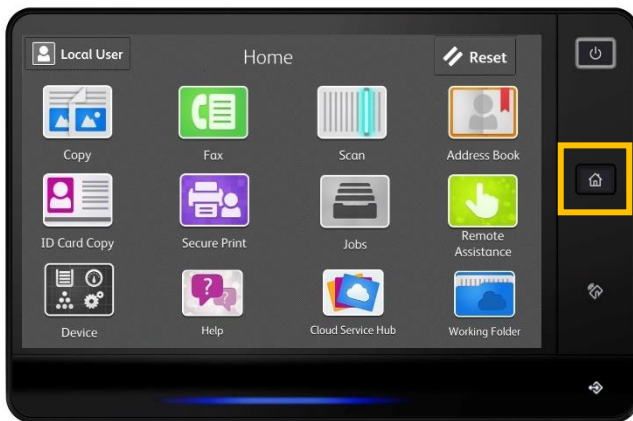 Local User
Home
Reset
Copy
Fax
Scan
Address Book
ID Card Copy
Secure Print
Jobs
Remote
Assistance
Device
Help
Cloud Service Hub
Working Folder